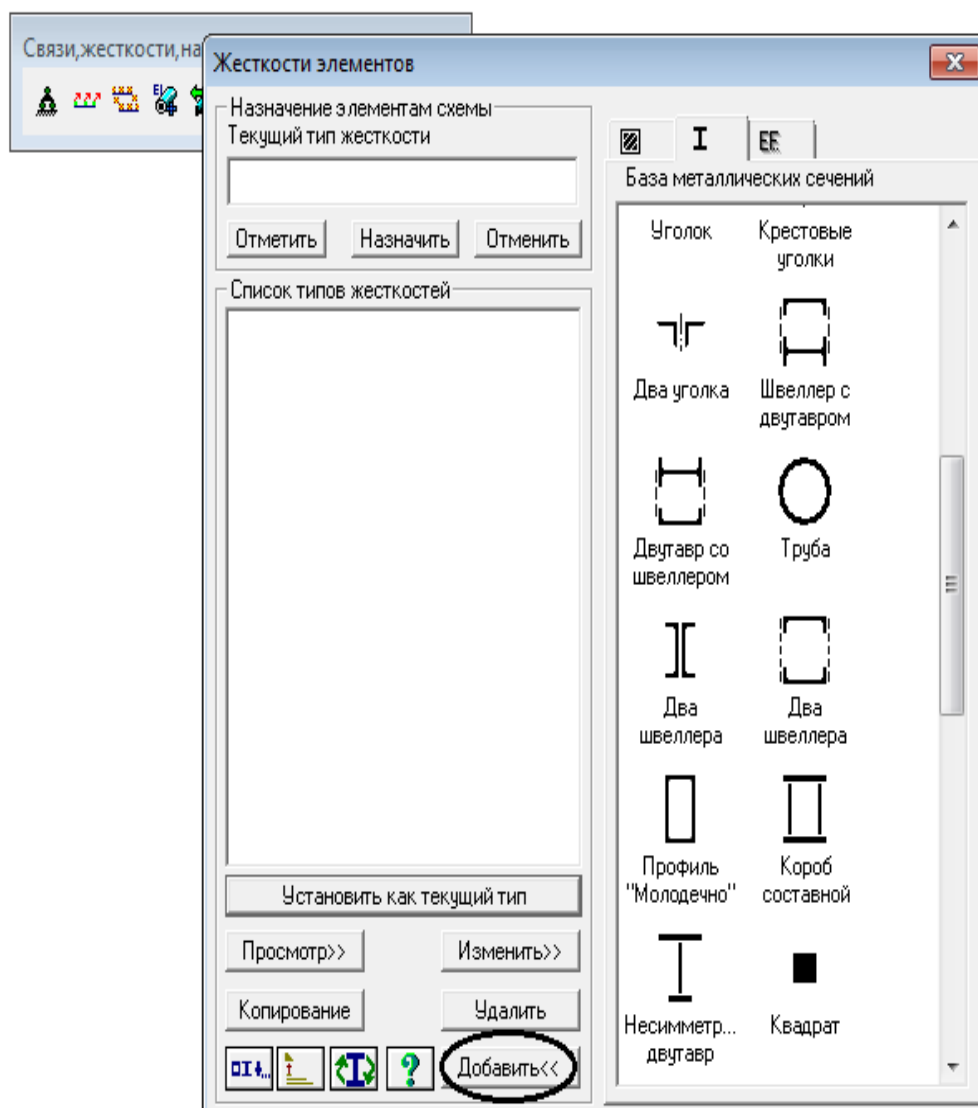 Связи,жесткости,на
Жесткости элементов
Назначение элементам схемы
Текущий тип жесткости
Отметить
Назначить
Отменить
Список типов жесткостей
Установить как текущий тип
Просмотр>>
Изменить>>
Копирование
Удалить
Добавить<<
База металлических сечений
Уголок
Крестовые
уголки
Два уголка
Швеллер с
двутавром
Двутавр со
швеллером
Труба
Два
швеллера
Два
швеллера
Профиль
"Молодечно"
Короб
составной
Несимметр...
двутавр
Квадрат